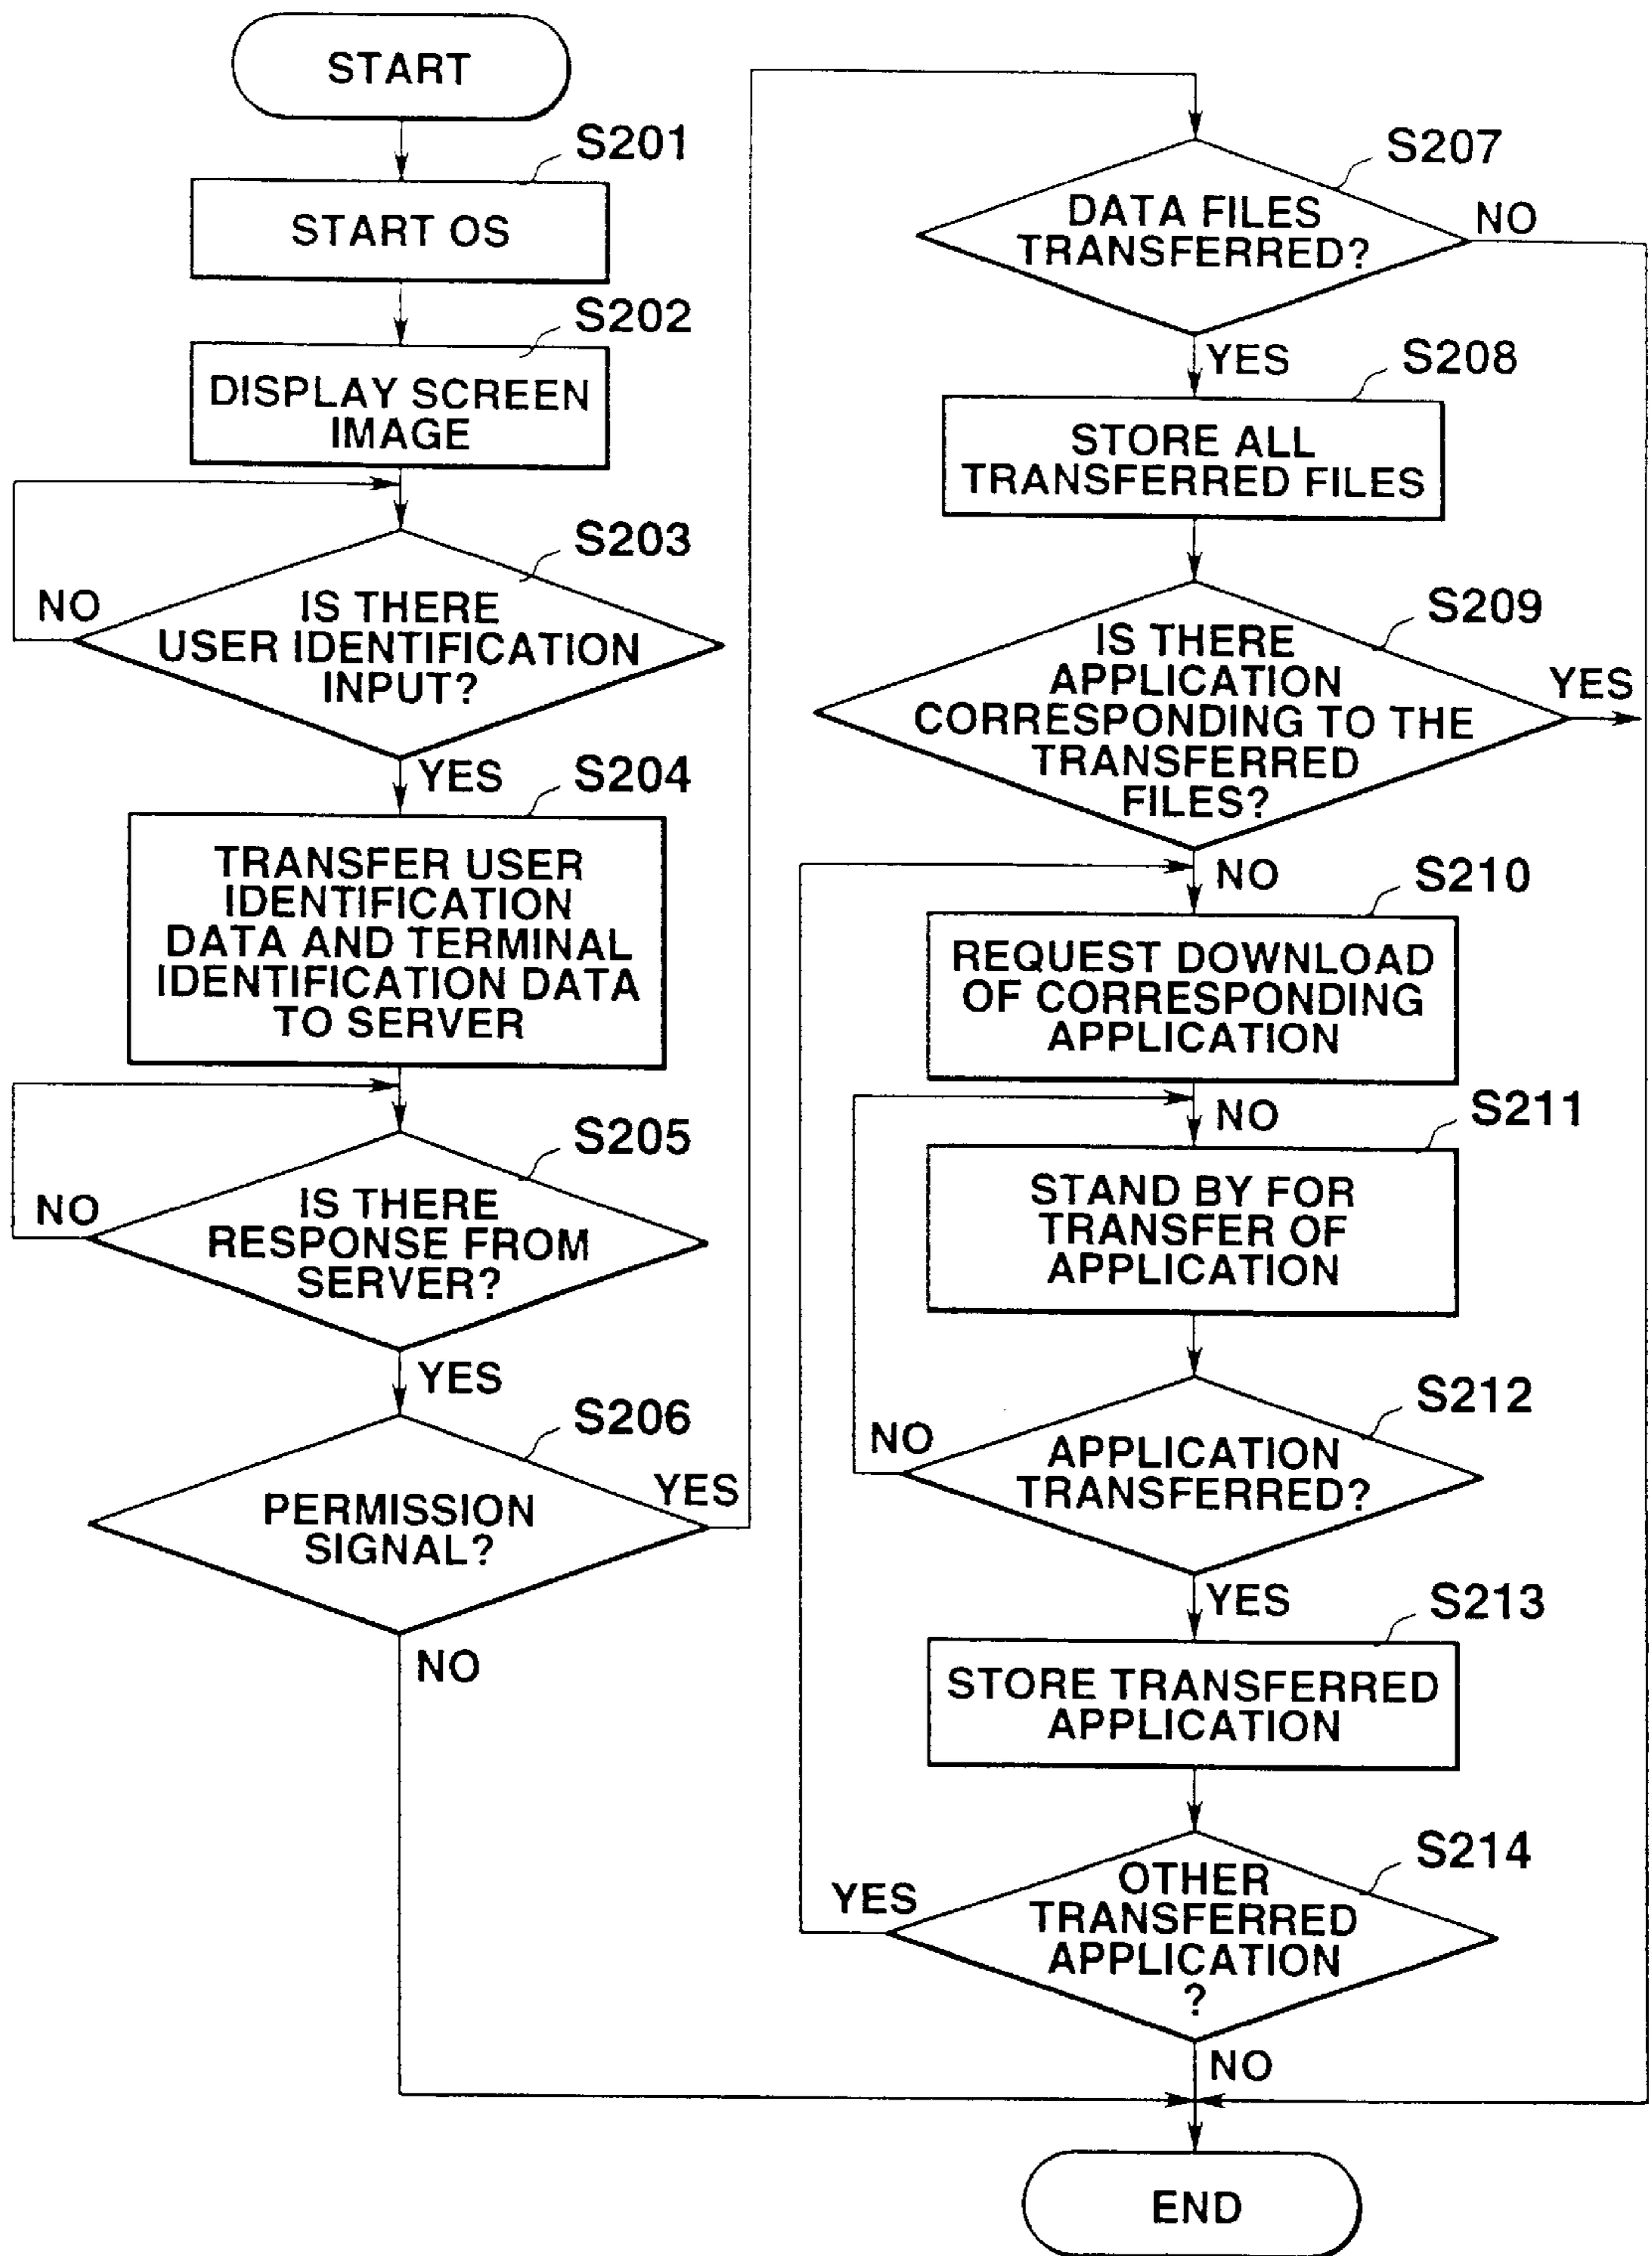 START
S201
START OS
S202
DISPLAY SCREEN
IMAGE
S203
NO
IS THERE
USER IDENTIFICATION
INPUT?
YES
S204
TRANSFER USER
IDENTIFICATION
DATA AND TERMINAL
IDENTIFICATION DATA
TO SERVER
S205
NO
IS THERE
RESPONSE FROM
SERVER?
YES
S206
YES
PERMISSION
SIGNAL?
NO
S207
DATA FILES
TRANSFERRED?
NO
YES
S208
STORE ALL
TRANSFERRED FILES
S209
IS THERE
APPLICATION
CORRESPONDING TO THE
TRANSFERRED
FILES?
YES
NO
S210
REQUEST DOWNLOAD
OF CORRESPONDING
APPLICATION
NO
S211
STAND BY FOR
TRANSFER OF
APPLICATION
S212
NO
APPLICATION
TRANSFERRED?
YES
S213
STORE TRANSFERRED
APPLICATION
S214
YES
OTHER
TRANSFERRED
APPLICATION
?
NO
END